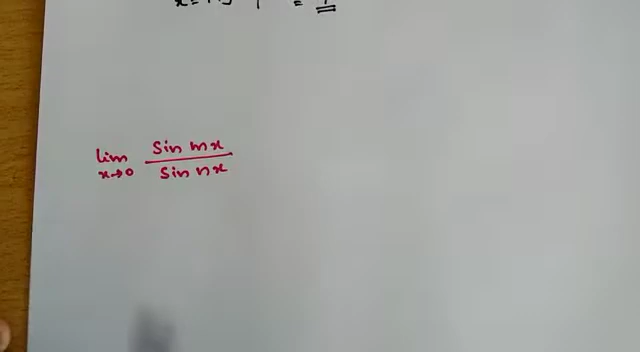 lim sin mx / sin nx
x→0